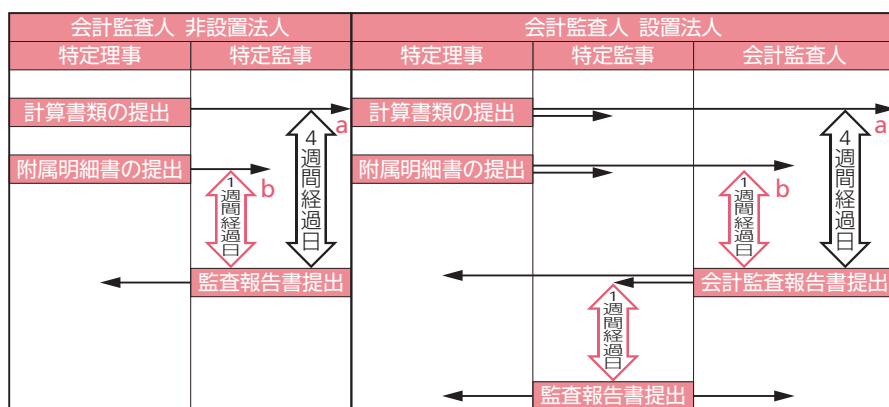 会計監査人 非設置法人
会計監査人 設置法人
特定理事
特定監事
特定理事
特定監事
会計監査人
計算書類の提出
a
4週間経過日
計算書類の提出
a
4週間経過日
附属明細書の提出
b
1週間経過日
附属明細書の提出
b
1週間経過日
監査報告書提出
会計監査報告書提出
1週間経過日
監査報告書提出